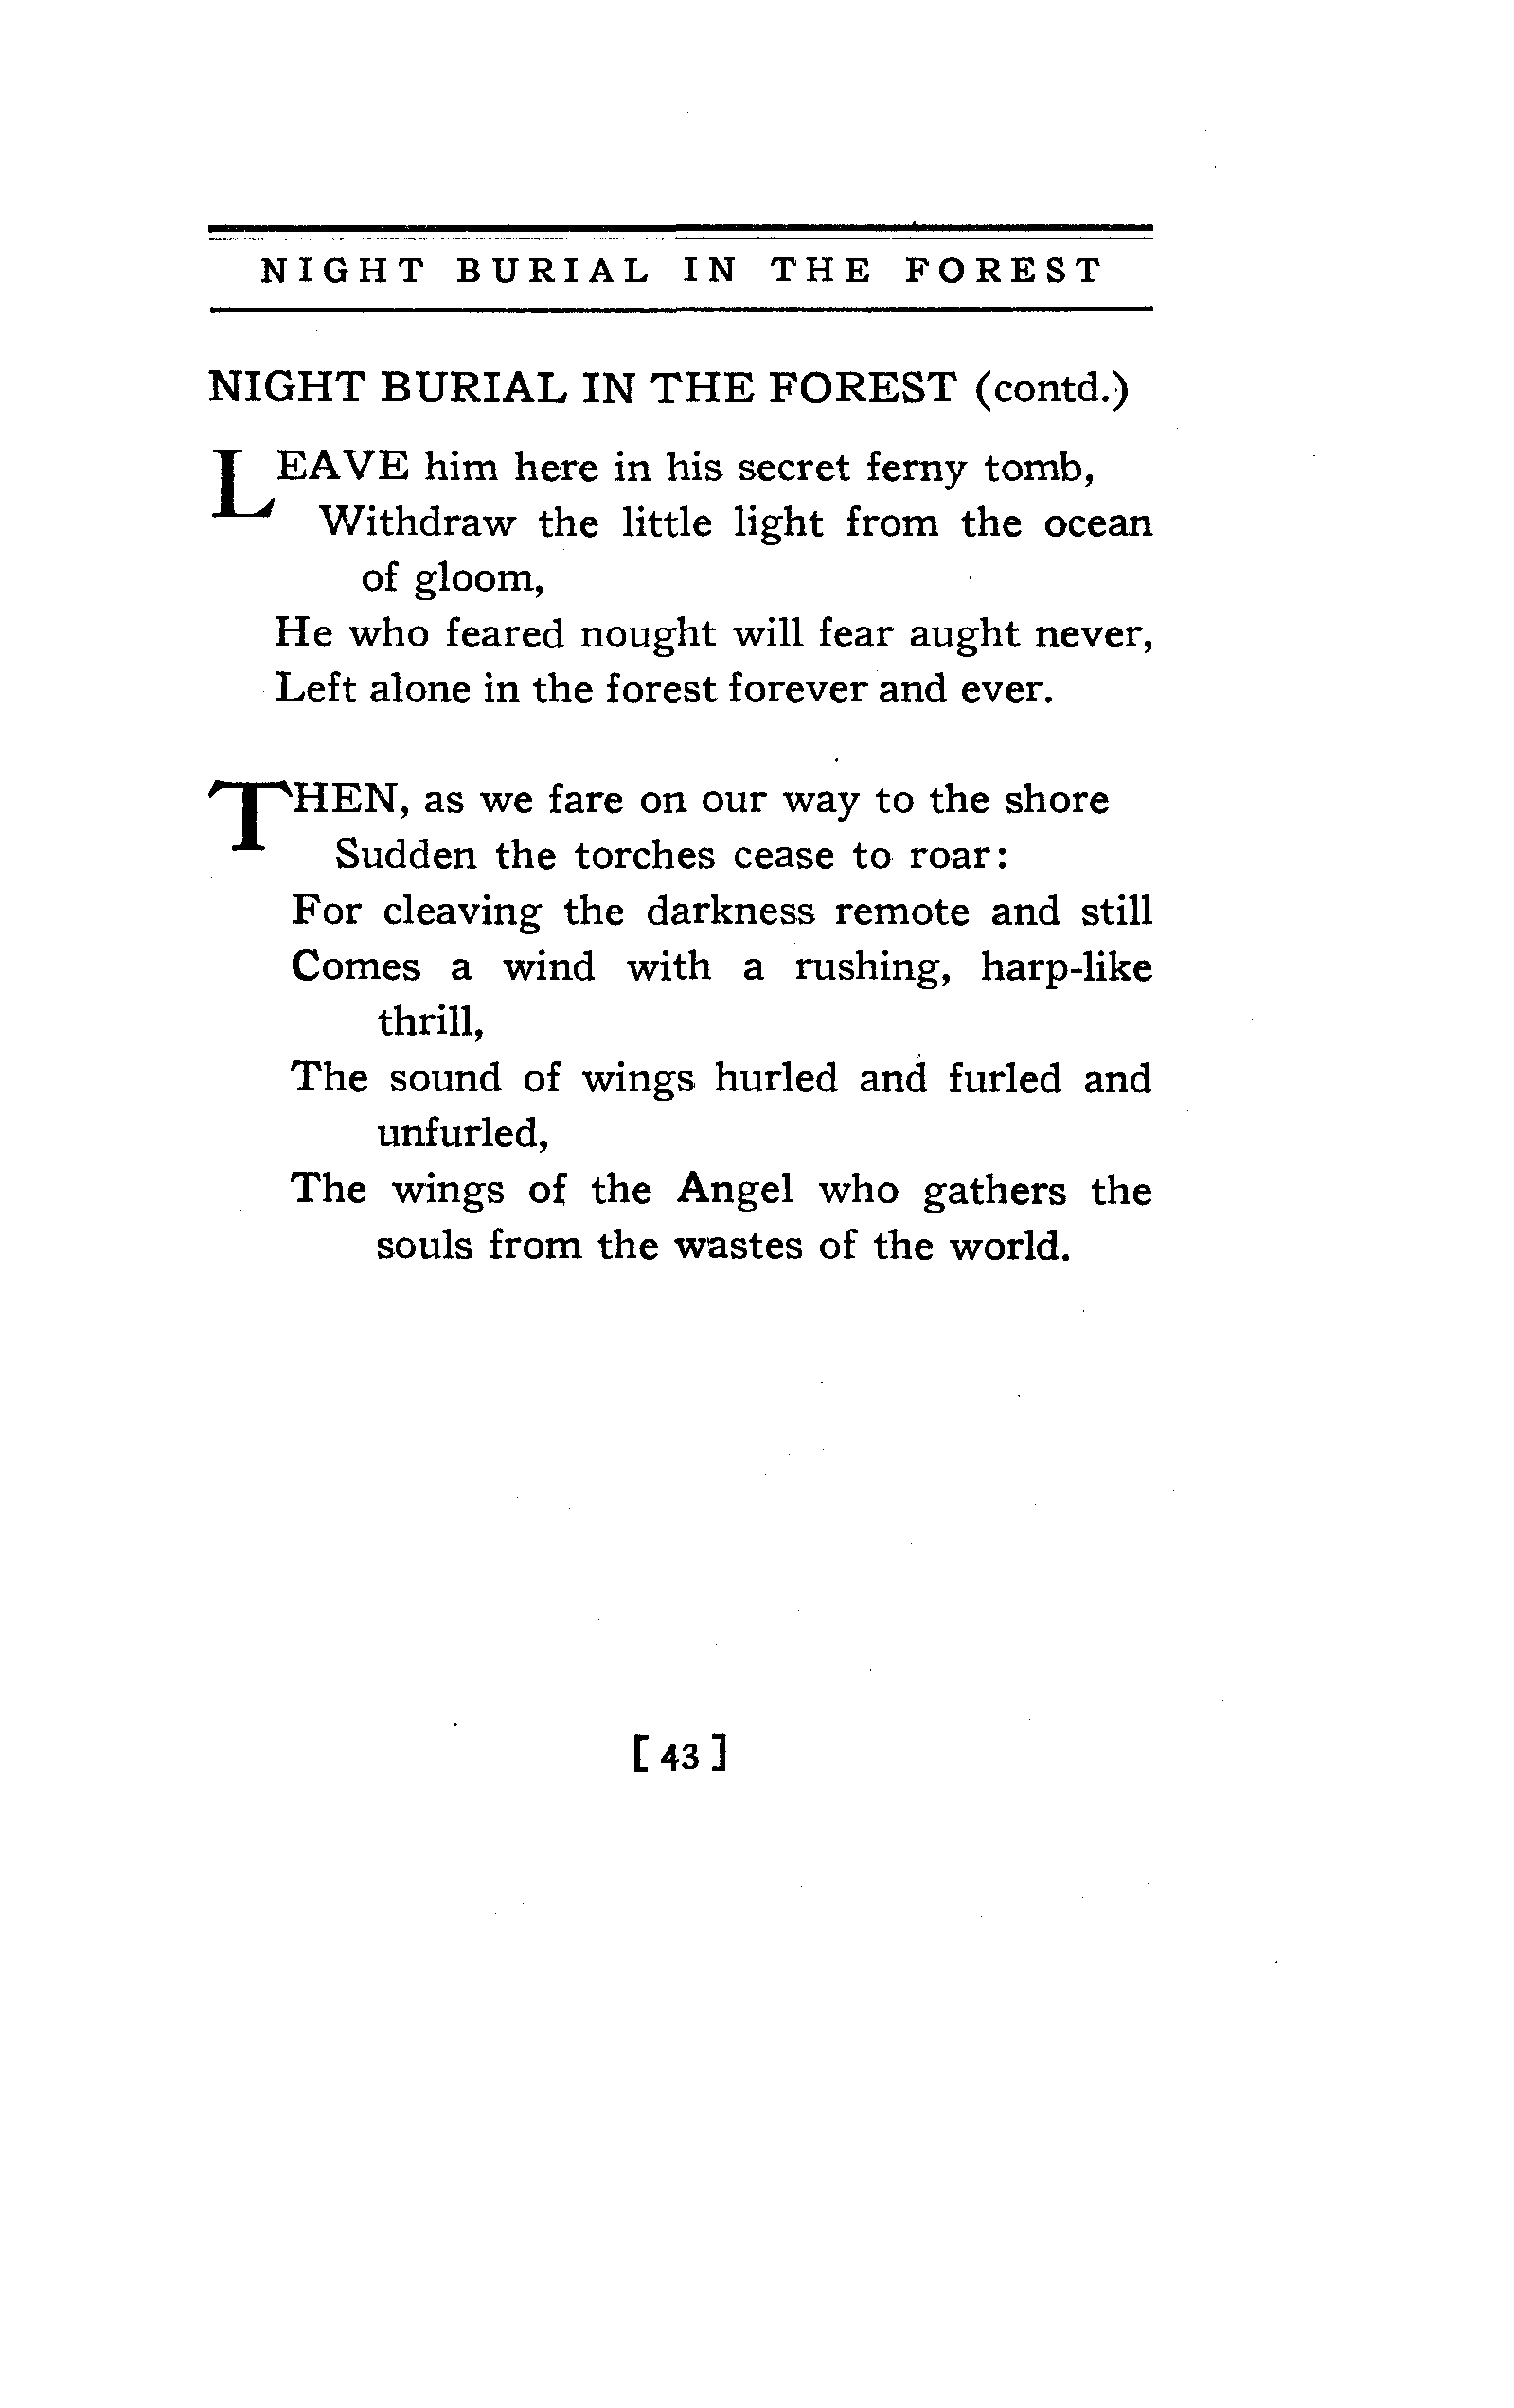 NIGHT BURIAL IN THE FOREST
NIGHT BURIAL IN THE FOREST (contd.)
LEAVE him here in his secret ferny tomb,
Withdraw the little light from the ocean
of gloom,
He who feared nought will fear aught never,
Left alone in the forest forever and ever.
THEN, as we fare on our way to the shore
Sudden the torches cease to roar:
For cleaving the darkness remote and still
Comes a wind with a rushing, harp-like
thrill,
The sound of wings hurled and furled and
unfurled,
The wings of the Angel who gathers the
souls from the wastes of the world.
[ 43 ]